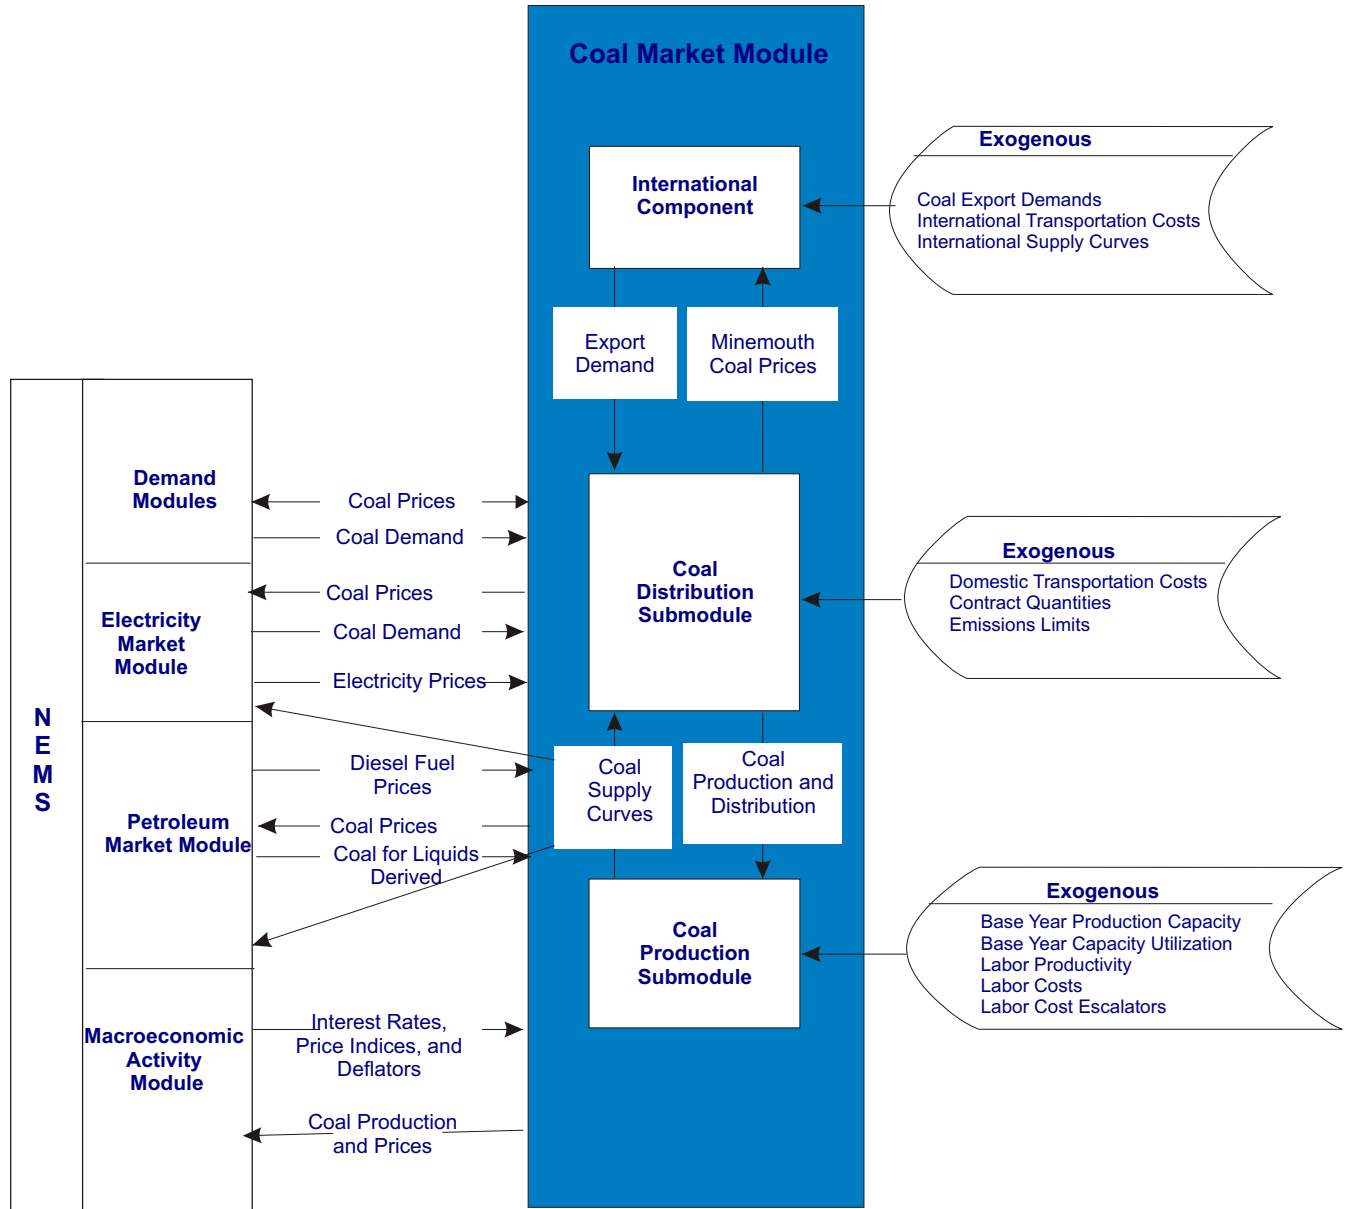 Coal Market Module
International
Component
Exogenous
Coal Export Demands
International Transportation Costs
International Supply Curves
Export
Demand
Minemouth
Coal Prices
N
E
M
S
Demand
Modules
Coal Prices
Coal Demand
Electricity
Market
Module
Coal Prices
Coal Demand
Electricity Prices
Coal
Distribution
Submodule
Exogenous
Domestic Transportation Costs
Contract Quantities
Emissions Limits
Petroleum
Market Module
Diesel Fuel
Prices
Coal Prices
Coal for Liquids
Derived
Coal
Supply
Curves
Coal
Production and
Distribution
Coal
Production
Submodule
Exogenous
Base Year Production Capacity
Base Year Capacity Utilization
Labor Productivity
Labor Costs
Labor Cost Escalators
Macroeconomic
Activity
Module
Interest Rates,
Price Indices, and
Deflators
Coal Production
and Prices